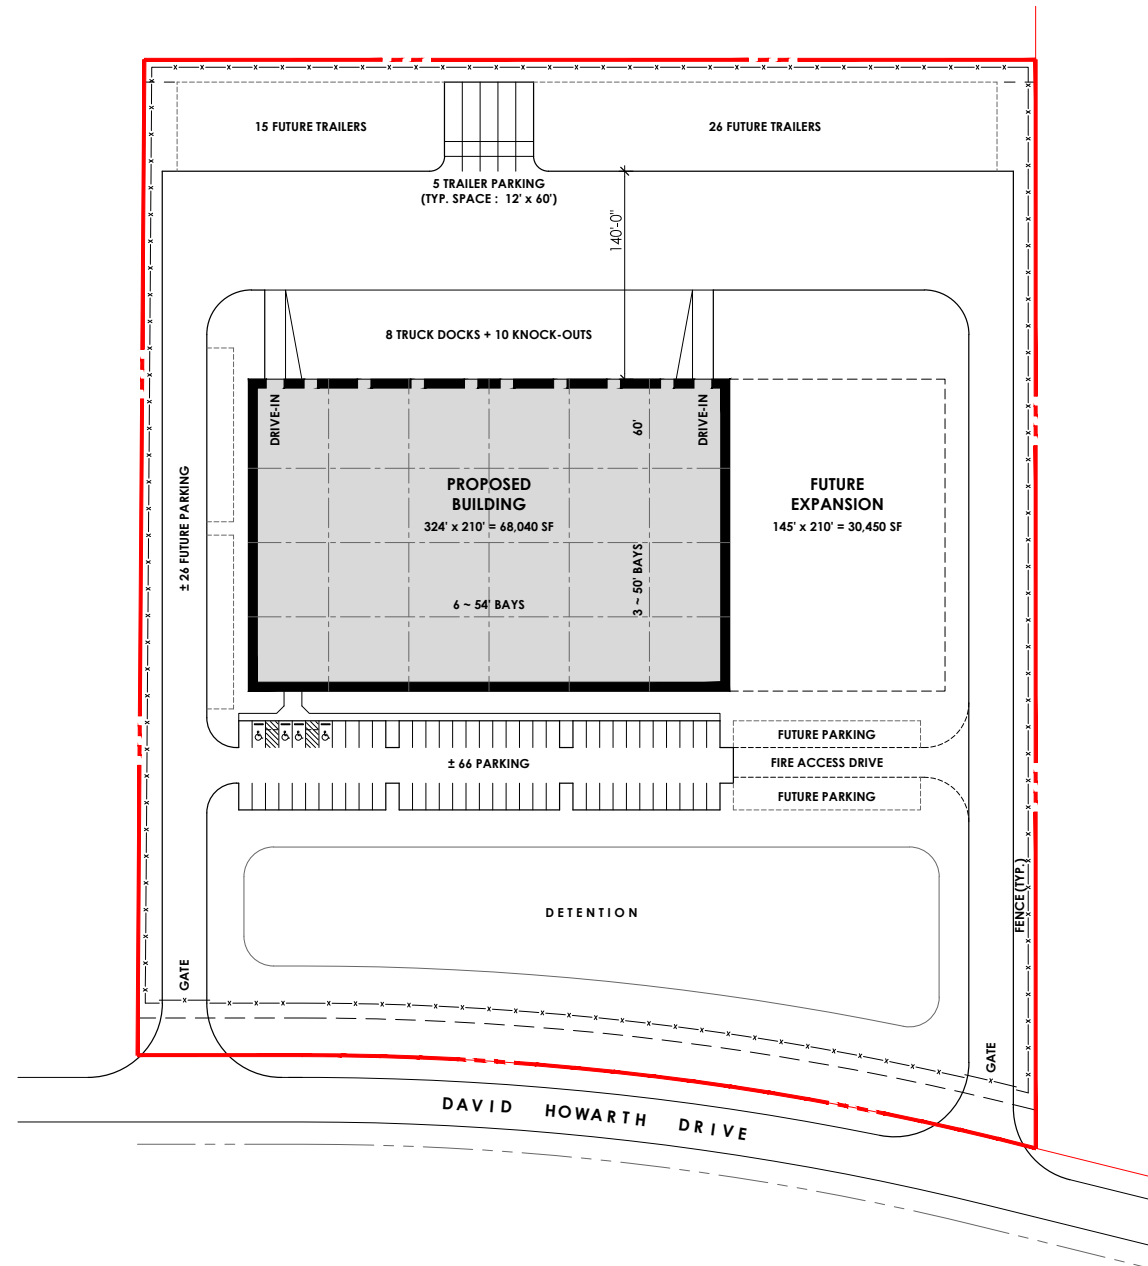 15 FUTURE TRAILERS
26 FUTURE TRAILERS
5 TRAILER PARKING
(TYP. SPACE : 12' x 60')
140'-0"
8 TRUCK DOCKS + 10 KNOCK-OUTS
DRIVE-IN
60'
DRIVE-IN
± 26 FUTURE PARKING
PROPOSED
BUILDING
324' x 210' = 68,040 SF
FUTURE
EXPANSION
145' x 210' = 30,450 SF
6 ~ 54' BAYS
3 ~ 50' BAYS
± 66 PARKING
FUTURE PARKING
FIRE ACCESS DRIVE
FUTURE PARKING
DETENTION
FENCE (TYP.)
GATE
GATE
DAVID HOWARTH DRIVE